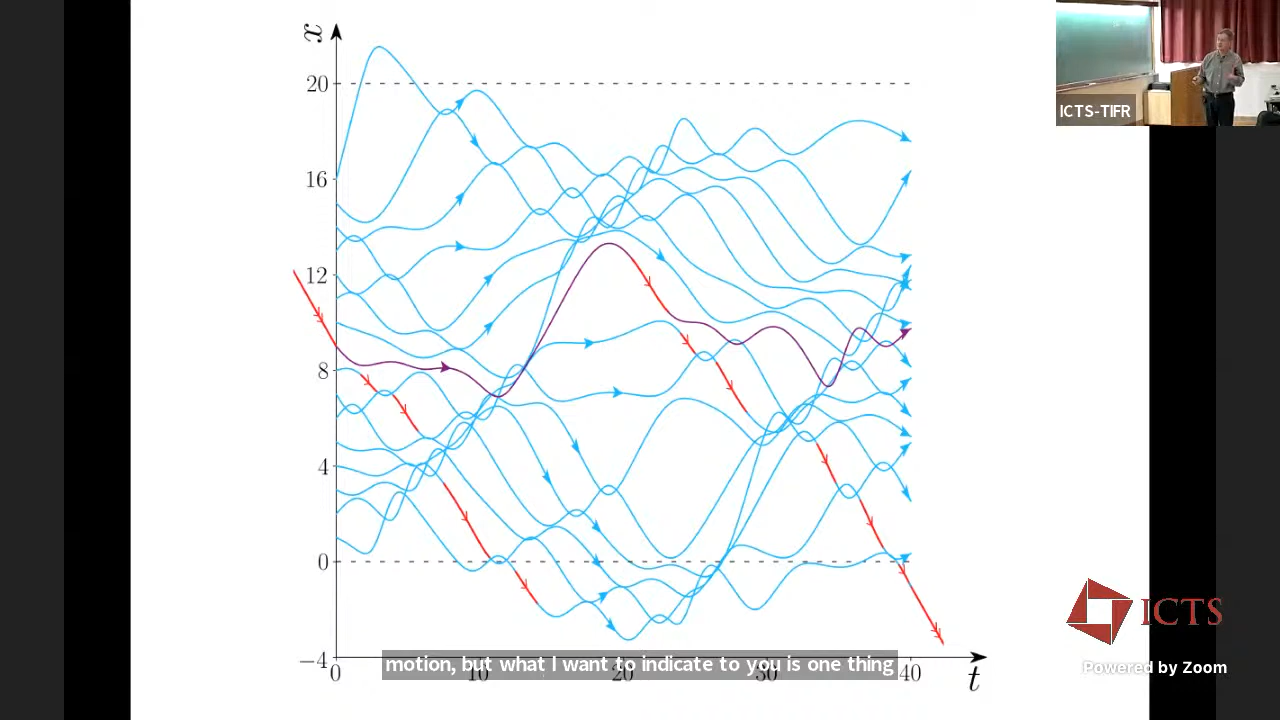 x
20
16
12
8
4
0
−4
0
10
20
30
40
t
motion, but what I want to indicate to you is one thing
ICTS-TIFR
ICTS
Powered by Zoom